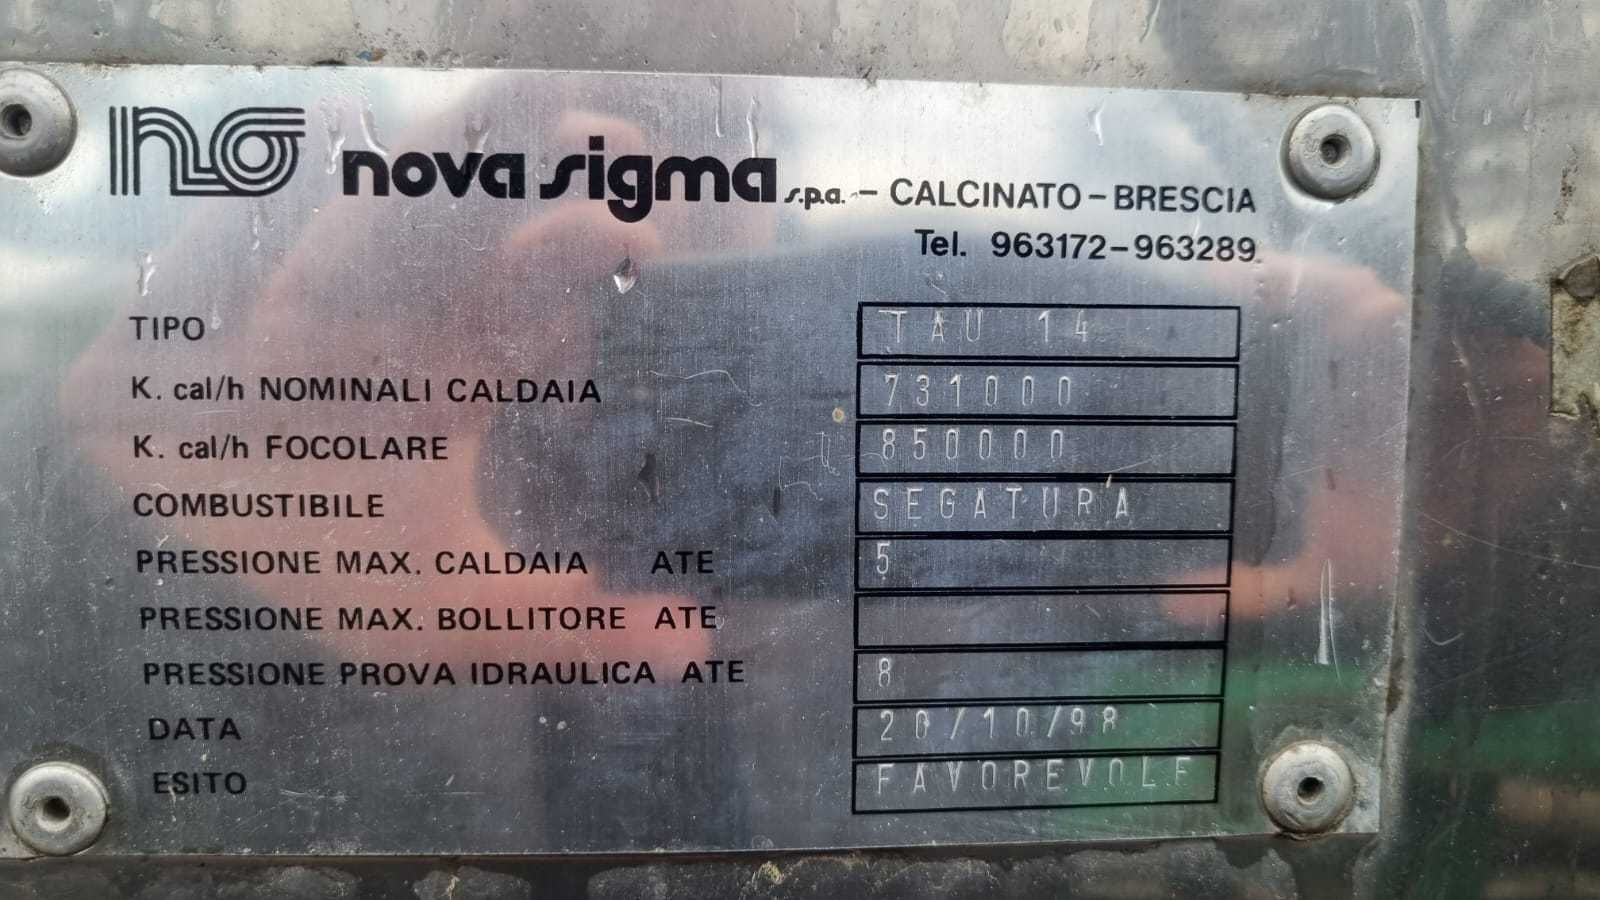 nova sigma s.p.a. - CALCINATO - BRESCIA
Tel. 963172 - 963289
TIPO TAU 14
K. cal/h NOMINALI CALDAIA 731000
K. cal/h FOCOLARE 850000
COMBUSTIBILE SEGATURA
PRESSIONE MAX. CALDAIA ATE 5
PRESSIONE MAX. BOLLITORE ATE
PRESSIONE PROVA IDRAULICA ATE 8
DATA 20/10/98
ESITO FAVOREVOLE